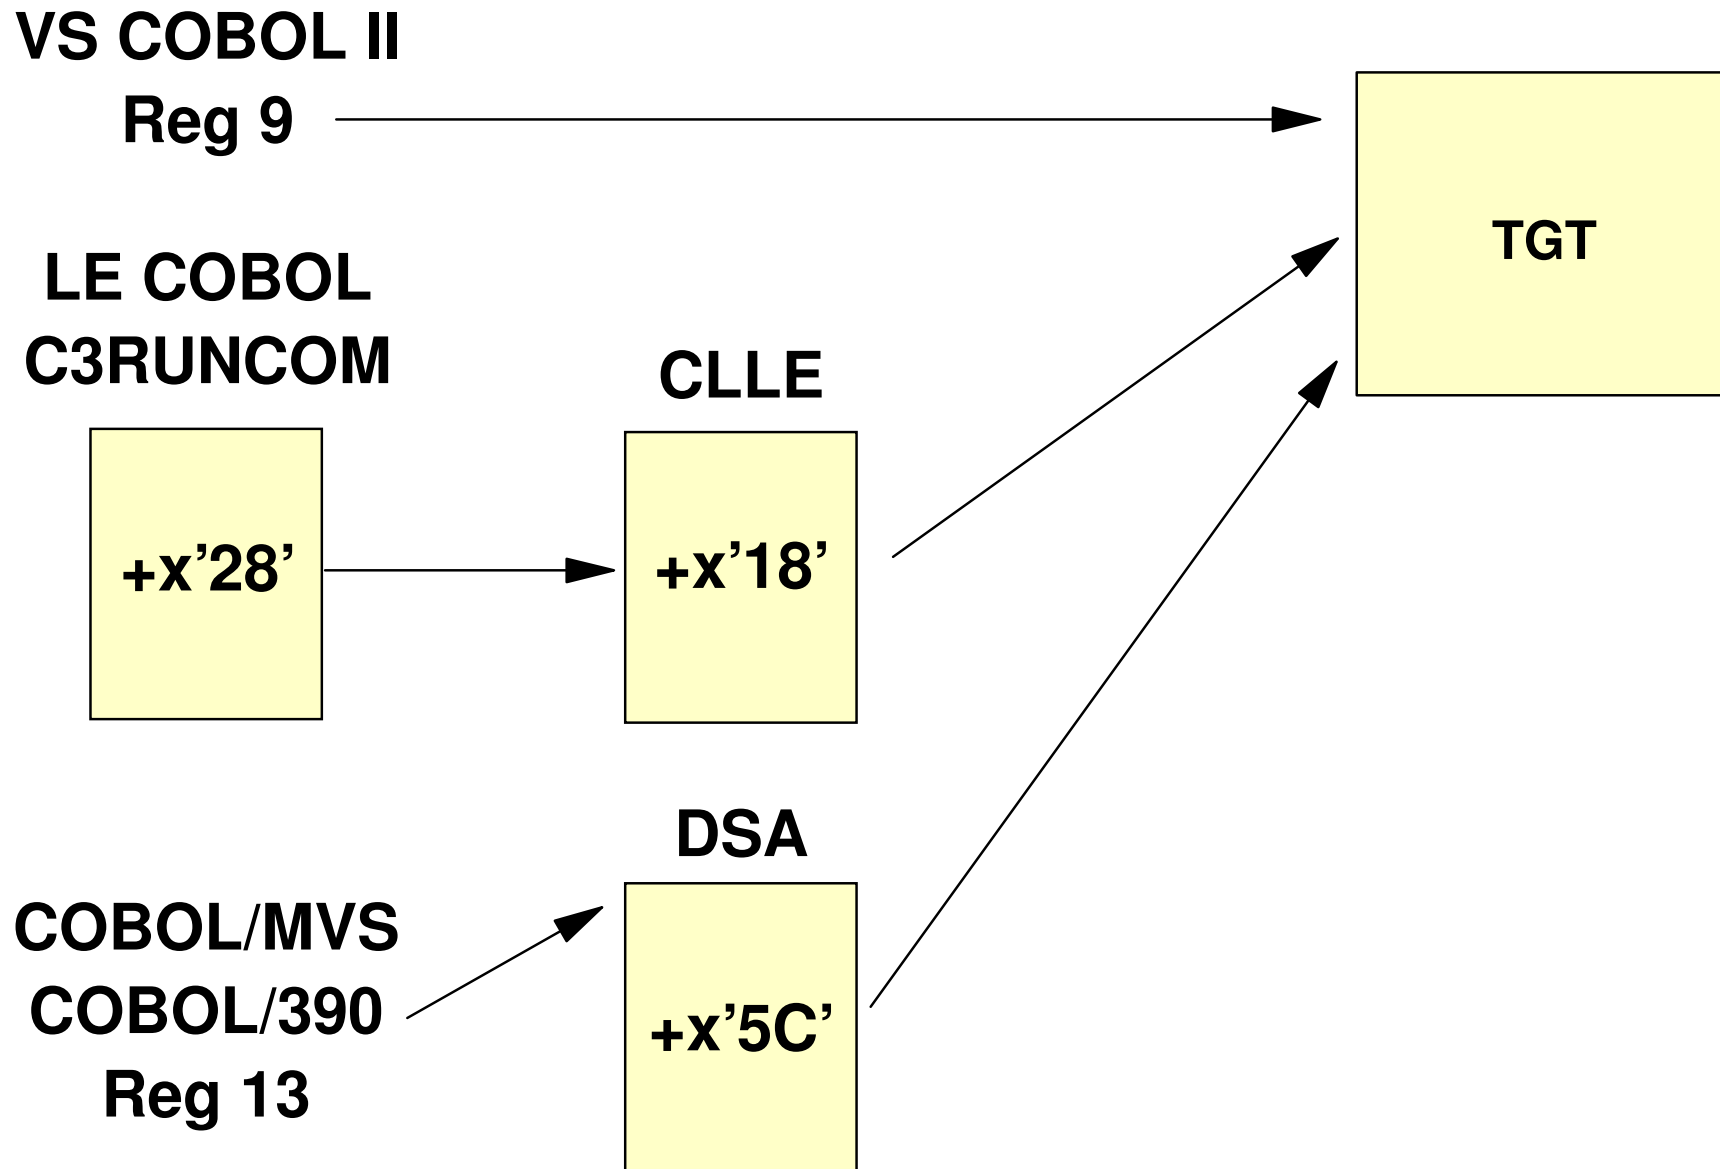 VS COBOL II
Reg 9
TGT
LE COBOL
C3RUNCOM
CLLE
+x’28’
+x’18’
DSA
COBOL/MVS
COBOL/390
Reg 13
+x’5C’